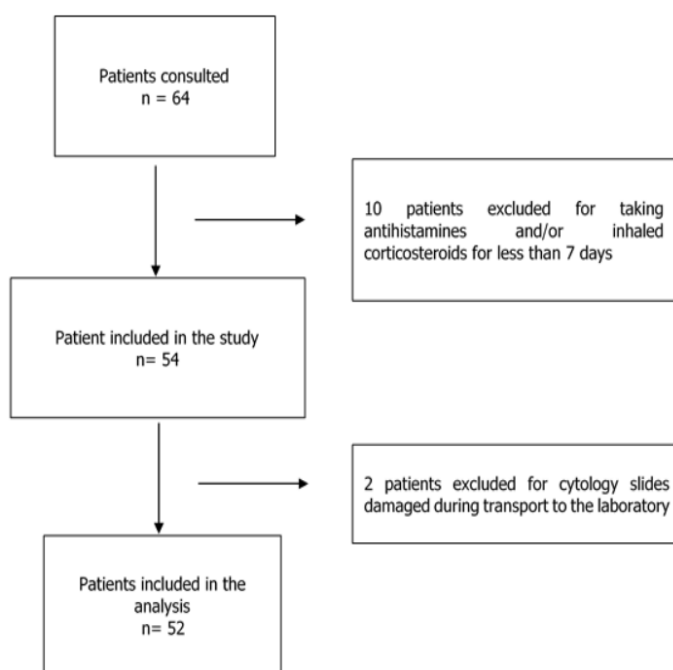 Patients consulted
n = 64
10 patients excluded for taking
antihistamines and/or inhaled
corticosteroids for less than 7 days
Patient included in the study
n= 54
2 patients excluded for cytology slides
damaged during transport to the laboratory
Patients included in the
analysis
n= 52